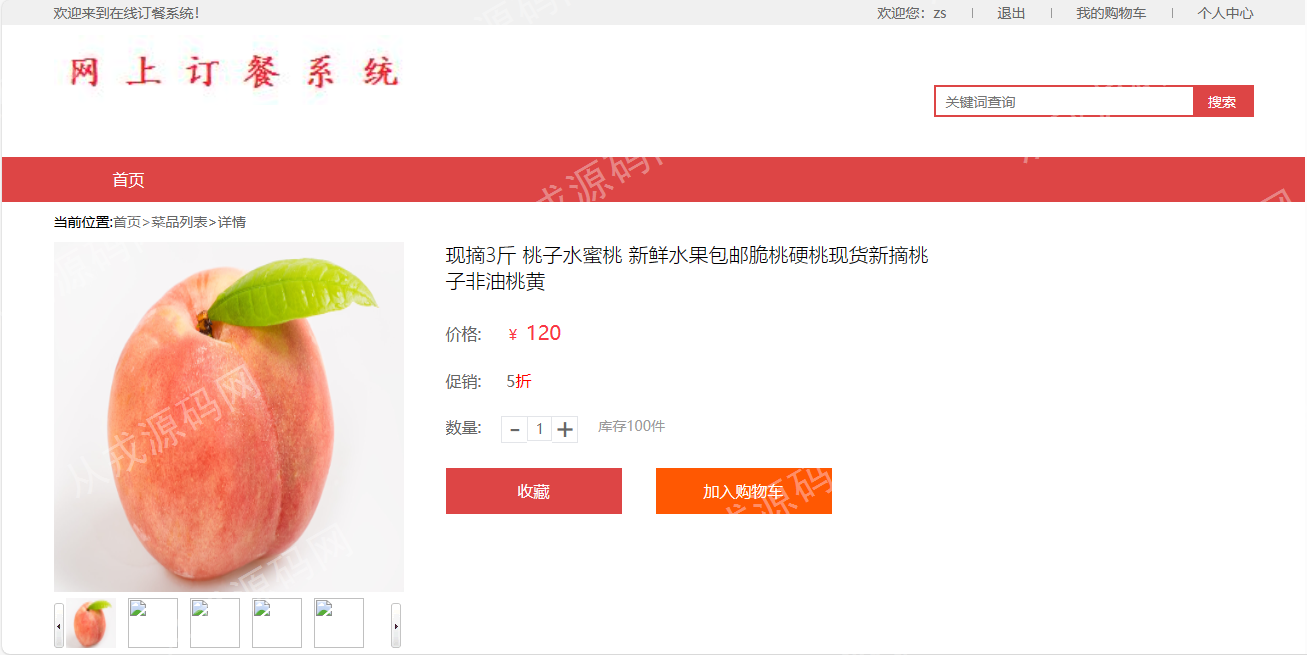 欢迎来到在线订餐系统!
欢迎您：zs | 退出 | 我的购物车 | 个人中心
网上订餐系统
关键词查询 搜索
首页
当前位置:首页>菜品列表>详情
现摘3斤 桃子水蜜桃 新鲜水果包邮脆桃硬桃现货新摘桃
子非油桃黄
价格: ¥ 120
促销: 5折
数量: - 1 + 库存100件
收藏 加入购物车
从戎源码网